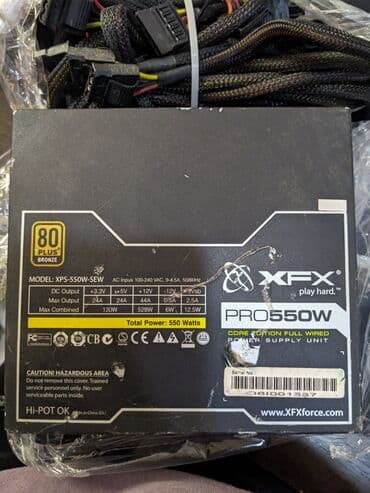 80
PLUS
BRONZE
MODEL: XPS-550W-SEW
AC Input: 100-240 VAC, 9-4.5A, 50/60Hz
DC Output +3.3V +5V +12V -12V +5Vsb
Max Output 24A 24A 44A 0.5A 2.5A
Max Combined 130W 528W 6W 12.5W
Total Power: 550 Watts
XFX
play hard.
PRO550W
CORE EDITION FULL WIRED
POWER SUPPLY UNIT
CAUTION! HAZARDOUS AREA
Do not remove this cover. Trained
service personnel only. No user
serviceable parts inside.
Serial No.:
Hi-POT OK
www.XFXforce.com